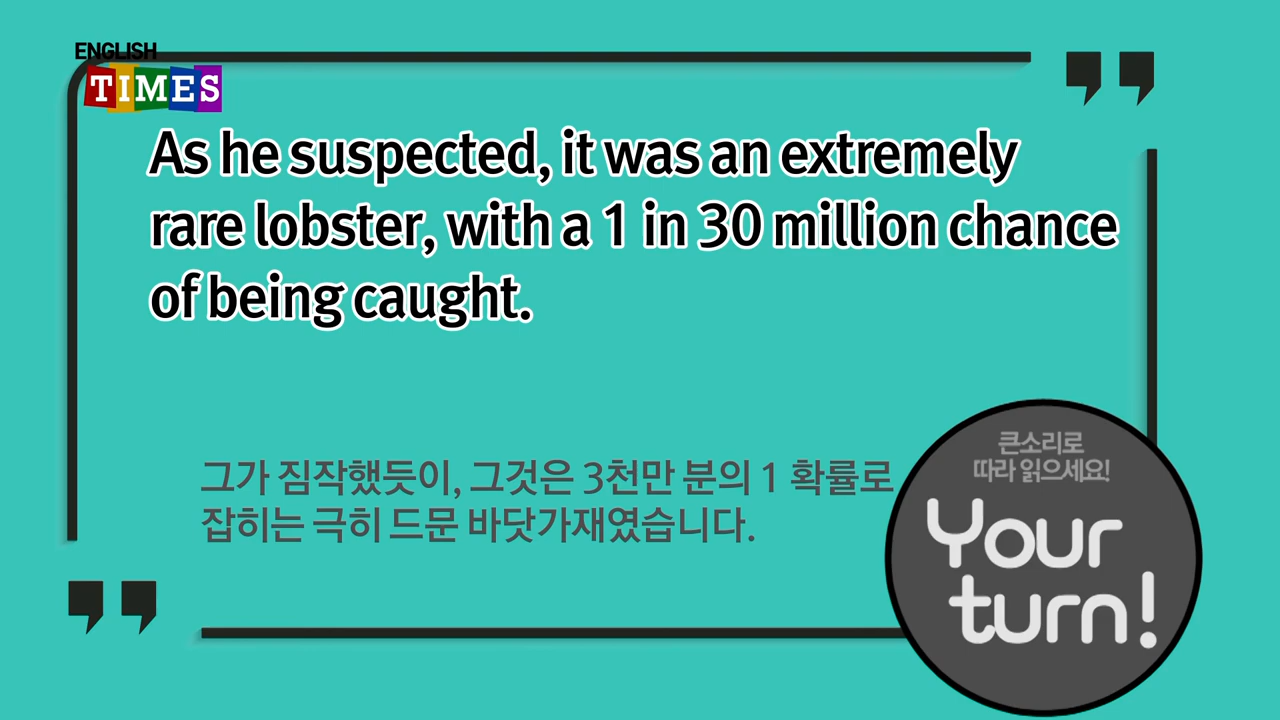 ENGLISH
TIMES
As he suspected, it was an extremely
rare lobster, with a 1 in 30 million chance
of being caught.
그가 짐작했듯이, 그것은 3천만 분의 1 확률로
잡히는 극히 드문 바닷가재였습니다.
큰소리로
따라 읽으세요!
Your
turn!